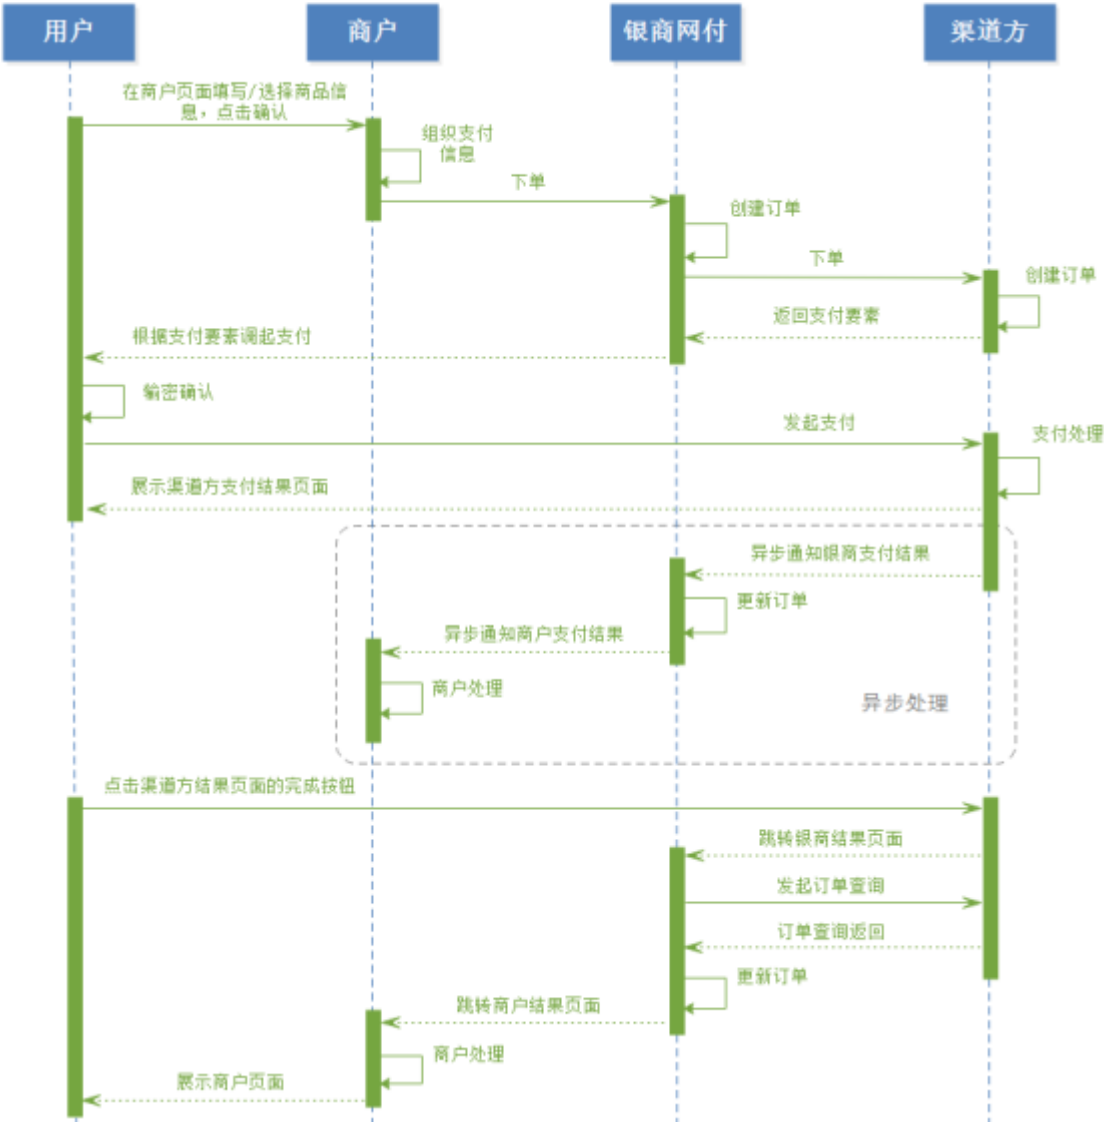 用户
商户
银商网付
渠道方
在商户页面填写/选择商品信
息，点击确认
组织支付
信息
下单
创建订单
下单
创建订单
返回支付要素
根据支付要素调起支付
输密确认
发起支付
支付处理
展示渠道方支付结果页面
异步通知银商支付结果
更新订单
异步通知商户支付结果
商户处理
异步处理
点击渠道方结果页面的完成按钮
跳转银商结果页面
发起订单查询
订单查询返回
更新订单
跳转商户结果页面
商户处理
展示商户页面